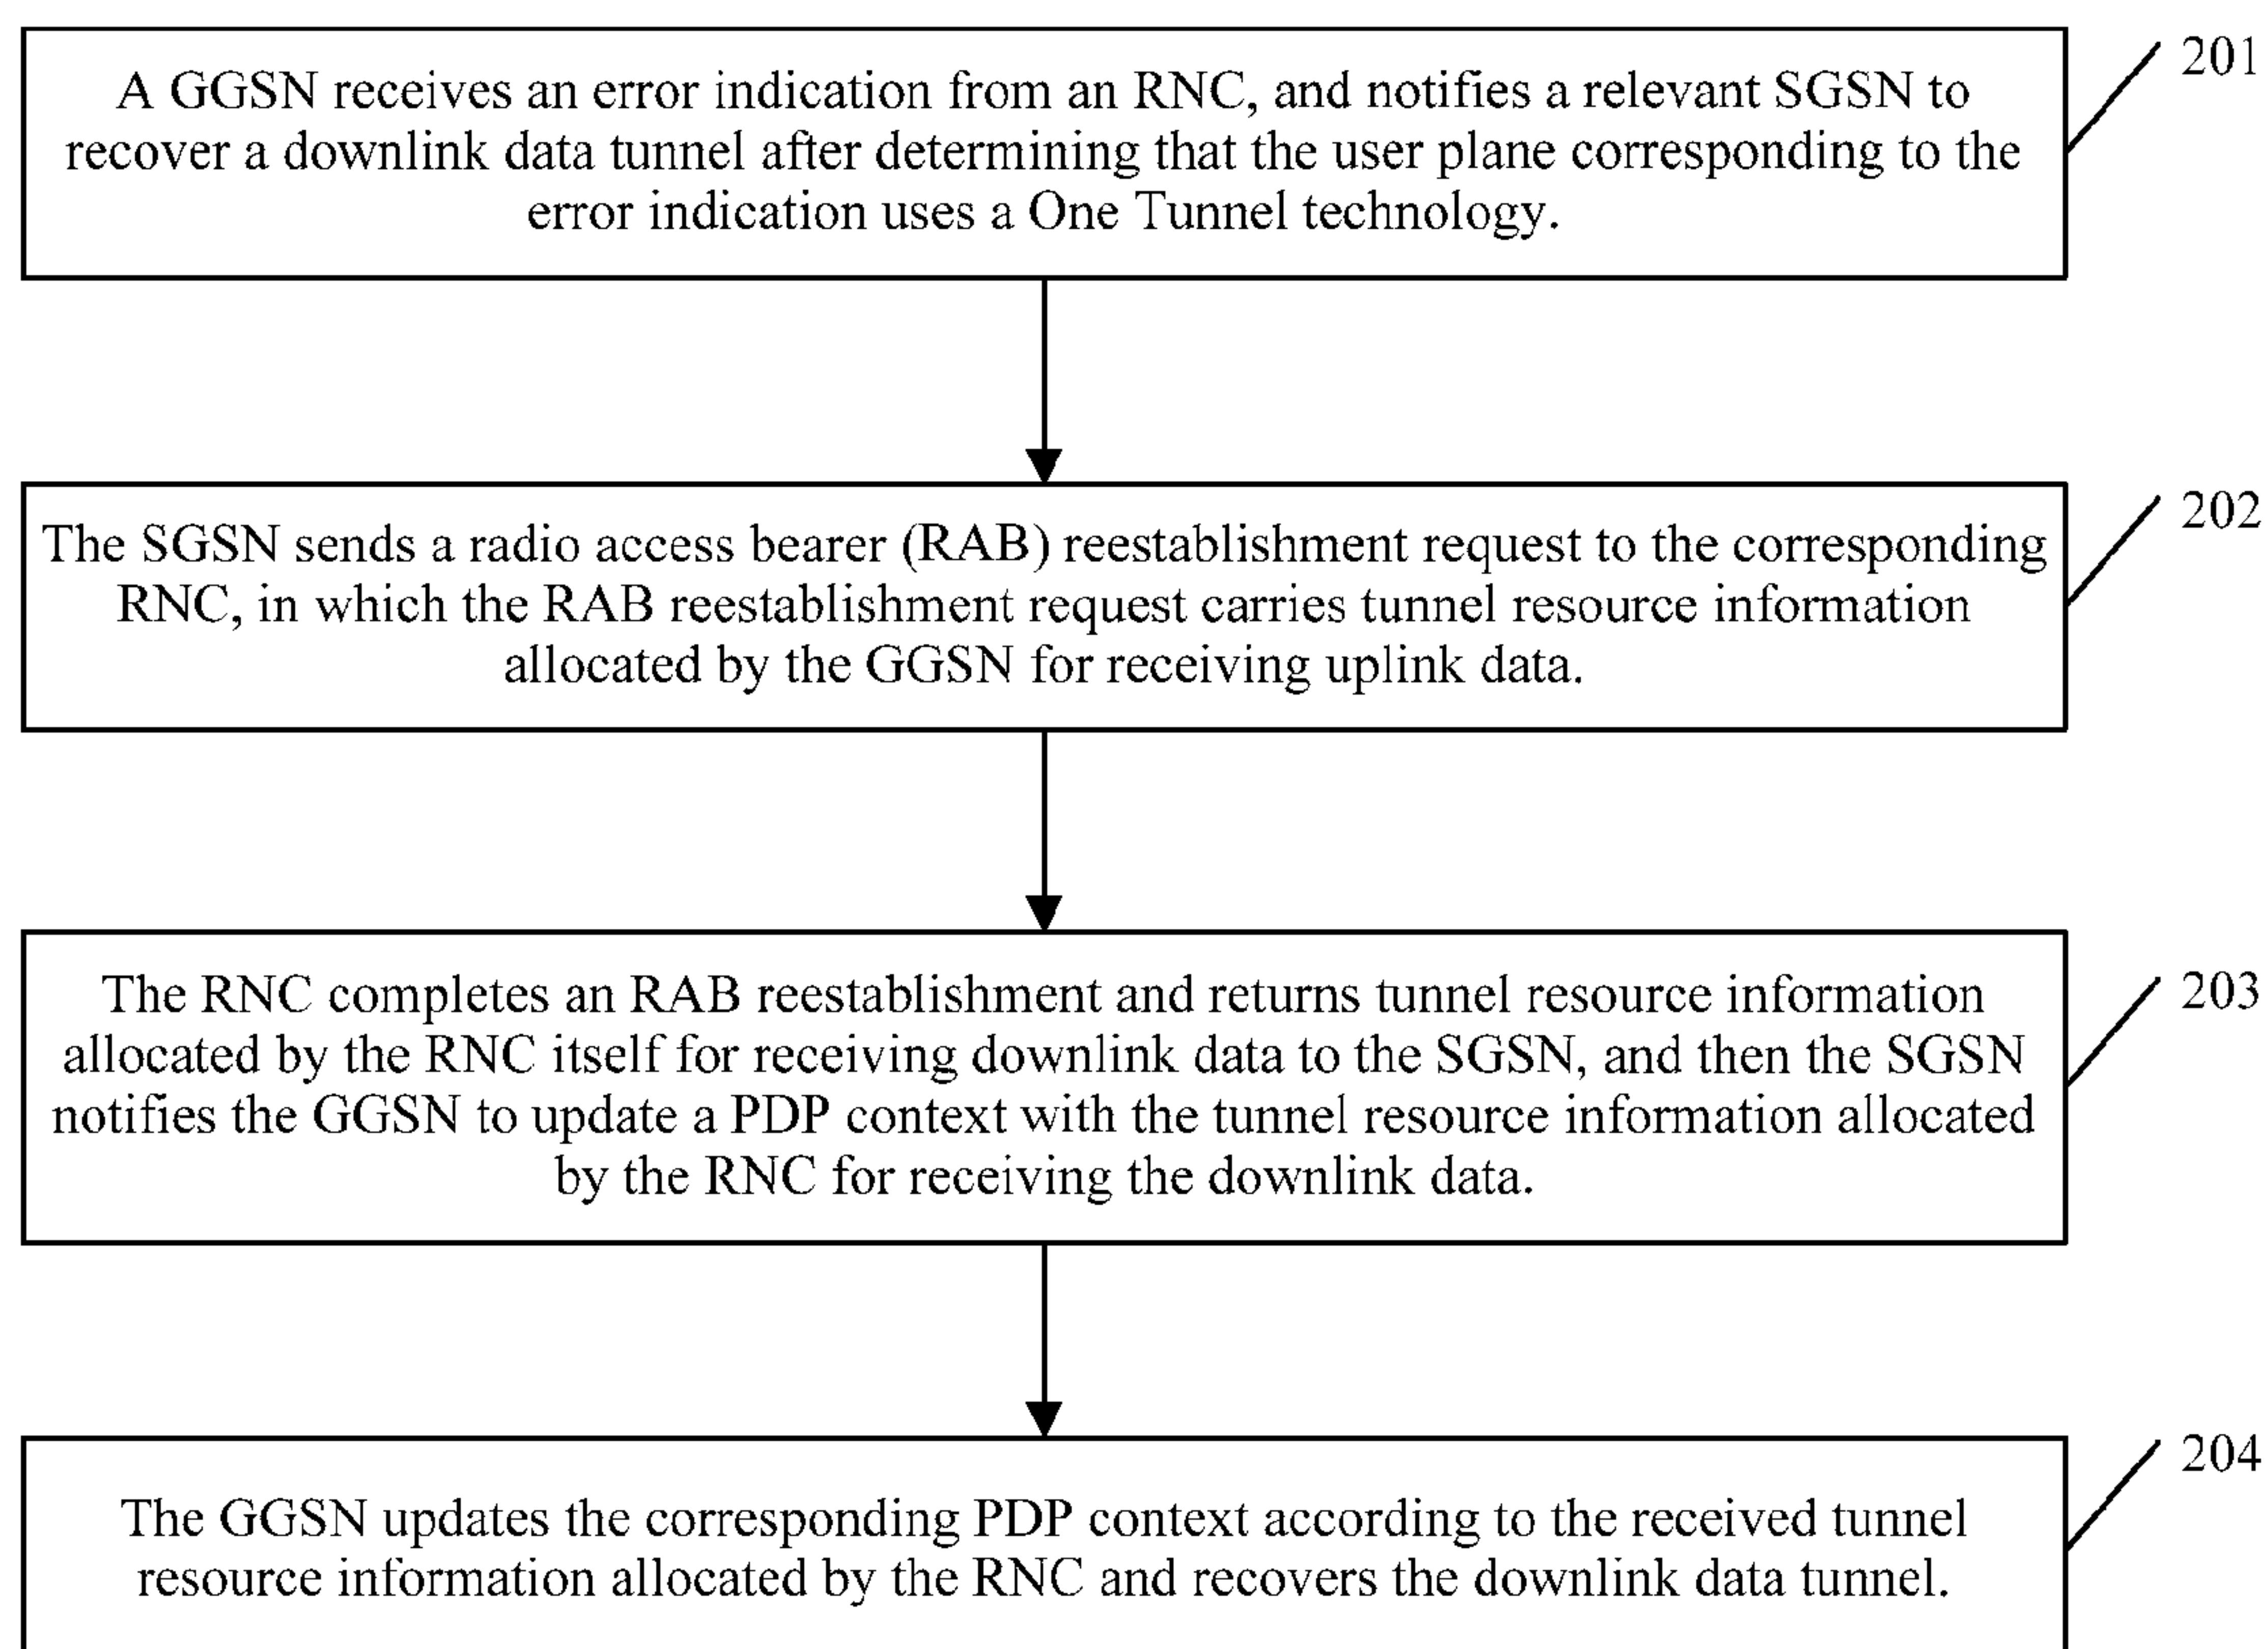 A GGSN receives an error indication from an RNC, and notifies a relevant SGSN to
recover a downlink data tunnel after determining that the user plane corresponding to the
error indication uses a One Tunnel technology.
201
The SGSN sends a radio access bearer (RAB) reestablishment request to the corresponding
RNC, in which the RAB reestablishment request carries tunnel resource information
allocated by the GGSN for receiving uplink data.
202
The RNC completes an RAB reestablishment and returns tunnel resource information
allocated by the RNC itself for receiving downlink data to the SGSN, and then the SGSN
notifies the GGSN to update a PDP context with the tunnel resource information allocated
by the RNC for receiving the downlink data.
203
The GGSN updates the corresponding PDP context according to the received tunnel
resource information allocated by the RNC and recovers the downlink data tunnel.
204